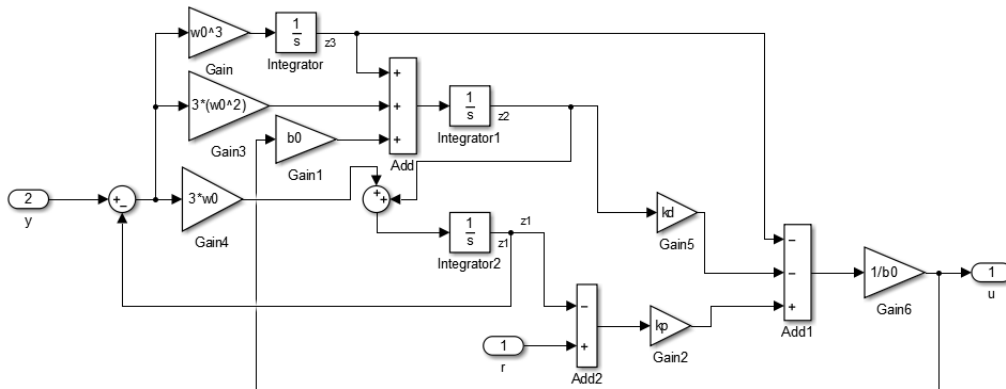 w0^3
Gain
1
s
Integrator
z3
3*(w0^2)
Gain3
b0
Gain1
+
+
+
Add
1
s
Integrator1
z2
2
y
+
−
3*w0
Gain4
+
+
1
s
Integrator2
z1
z1
kd
Gain5
−
−
+
Add1
1/b0
Gain6
1
u
1
r
−
+
Add2
kp
Gain2